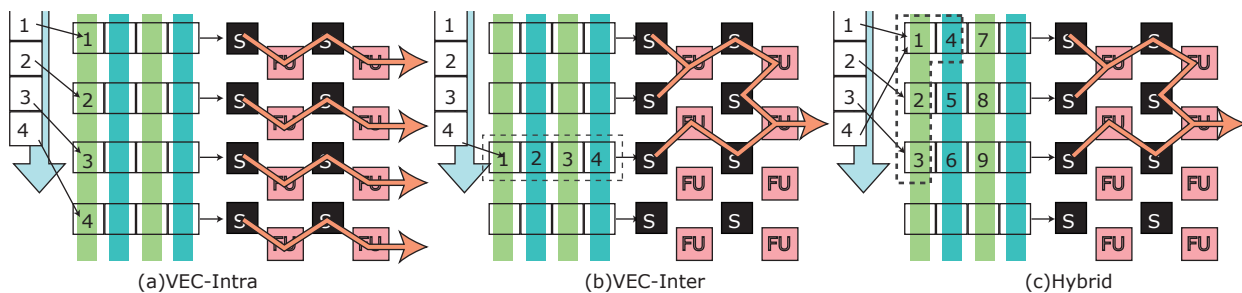 1 1 S S
FU FU
2 2 S S
FU FU
3 3 S S
FU FU
4 4 S S
FU FU
(a)VEC-Intra
1 S S
FU FU
2 S S
FU FU
3
4 1 2 3 4 S S
FU FU
S S
FU FU
(b)VEC-Inter
1 1 4 7 S S
FU FU
2 2 5 8 S S
FU FU
3
4 3 6 9 S S
FU FU
S S
FU FU
(c)Hybrid